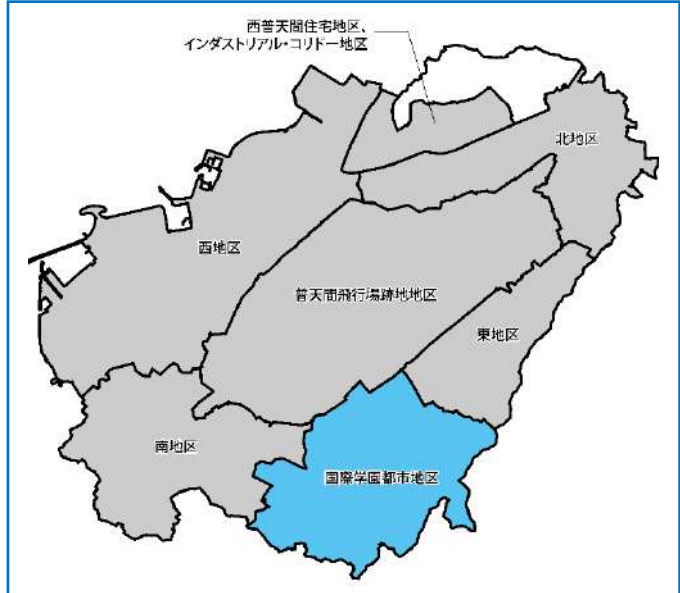 西普天間住宅地区、
インダストリアル・コリドー地区
北地区
西地区
普天間飛行場跡地地区
東地区
南地区
国際学園都市地区